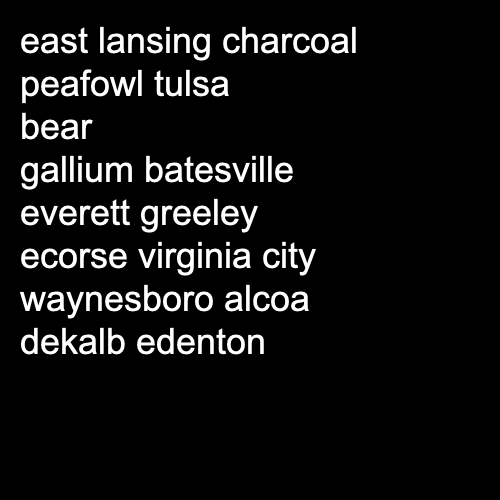 east lansing charcoal
peafowl tulsa
bear
gallium batesville
everett greeley
ecorse virginia city
waynesboro alcoa
dekalb edenton